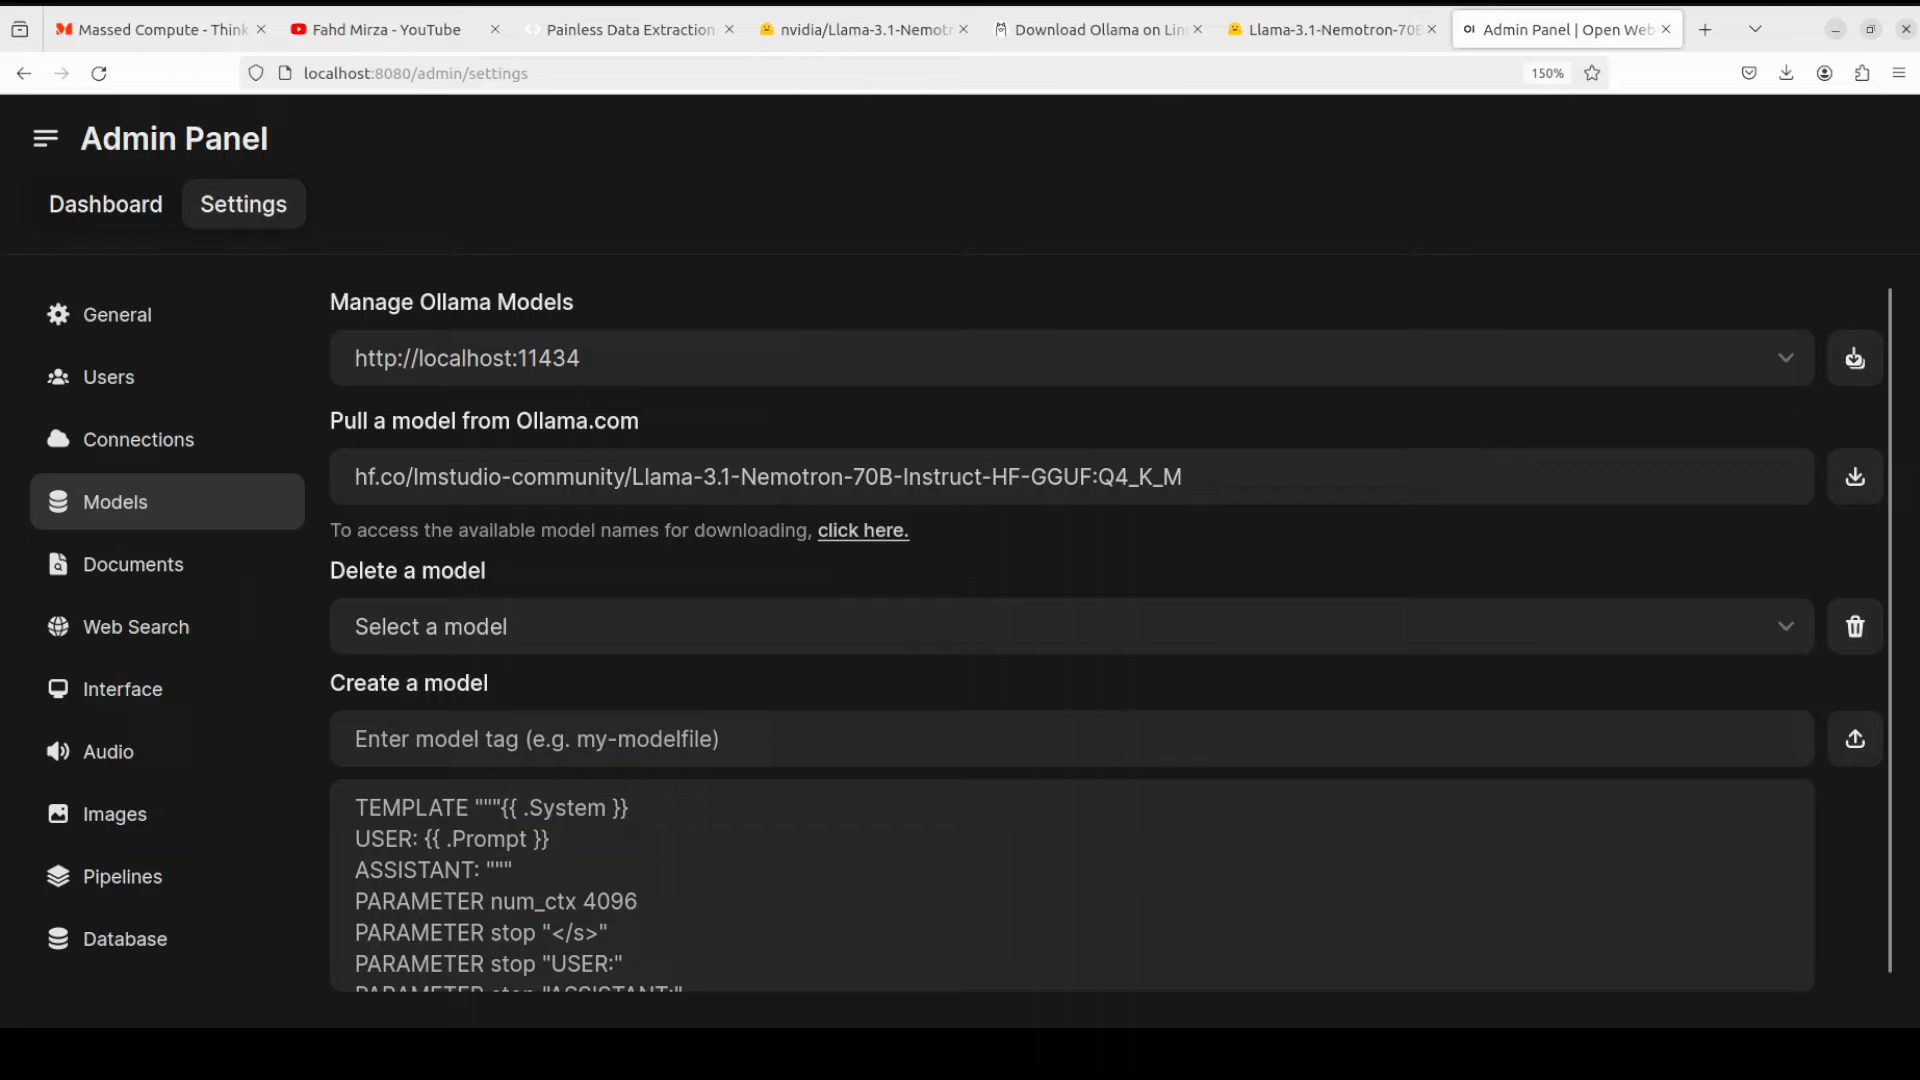 Massed Compute - Think
Fahd Mirza - YouTube
Painless Data Extraction
nvidia/Llama-3.1-Nemotr
Download Ollama on Lin
Llama-3.1-Nemotron-70B
OI Admin Panel | Open Web
localhost:8080/admin/settings
150%
Admin Panel
Dashboard
Settings
General
Users
Connections
Models
Documents
Web Search
Interface
Audio
Images
Pipelines
Database
Manage Ollama Models
http://localhost:11434
Pull a model from Ollama.com
hf.co/lmstudio-community/Llama-3.1-Nemotron-70B-Instruct-HF-GGUF:Q4_K_M
To access the available model names for downloading, click here.
Delete a model
Select a model
Create a model
Enter model tag (e.g. my-modelfile)
TEMPLATE """{{ .System }}
USER: {{ .Prompt }}
ASSISTANT: """
PARAMETER num_ctx 4096
PARAMETER stop "</s>"
PARAMETER stop "USER:"
PARAMETER stop "ASSISTANT:"